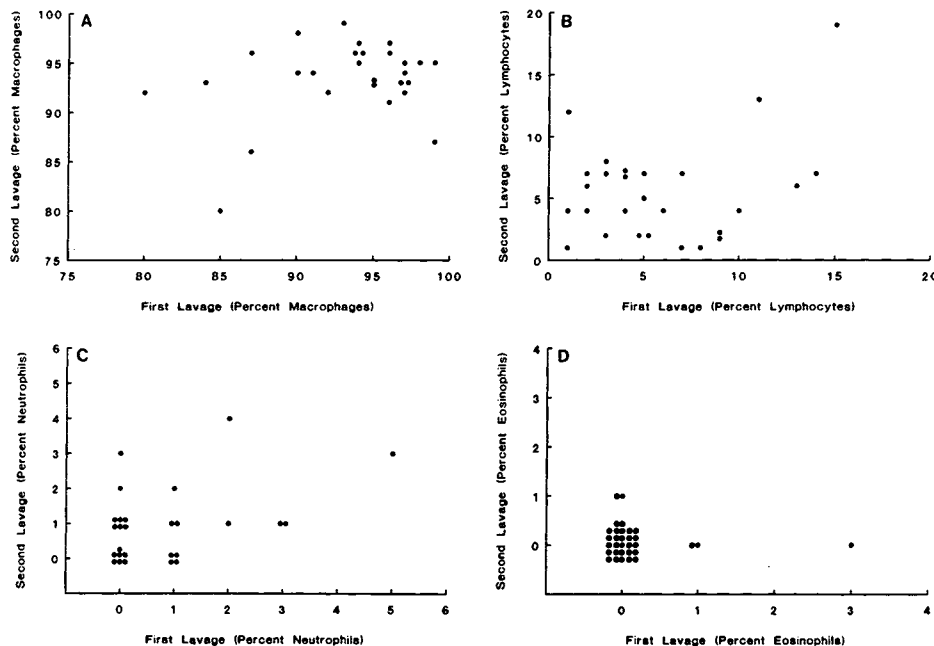 A
Second Lavage (Percent Macrophages)
100
95
90
85
80
75
75 80 85 90 95 100
First Lavage (Percent Macrophages)
B
Second Lavage (Percent Lymphocytes)
20
15
10
5
0
0 5 10 15 20
First Lavage (Percent Lymphocytes)
C
Second Lavage (Percent Neutrophils)
6
5
4
3
2
1
0
0 1 2 3 4 5 6
First Lavage (Percent Neutrophils)
D
Second Lavage (Percent Eosinophils)
4
3
2
1
0
0 1 2 3 4
First Lavage (Percent Eosinophils)